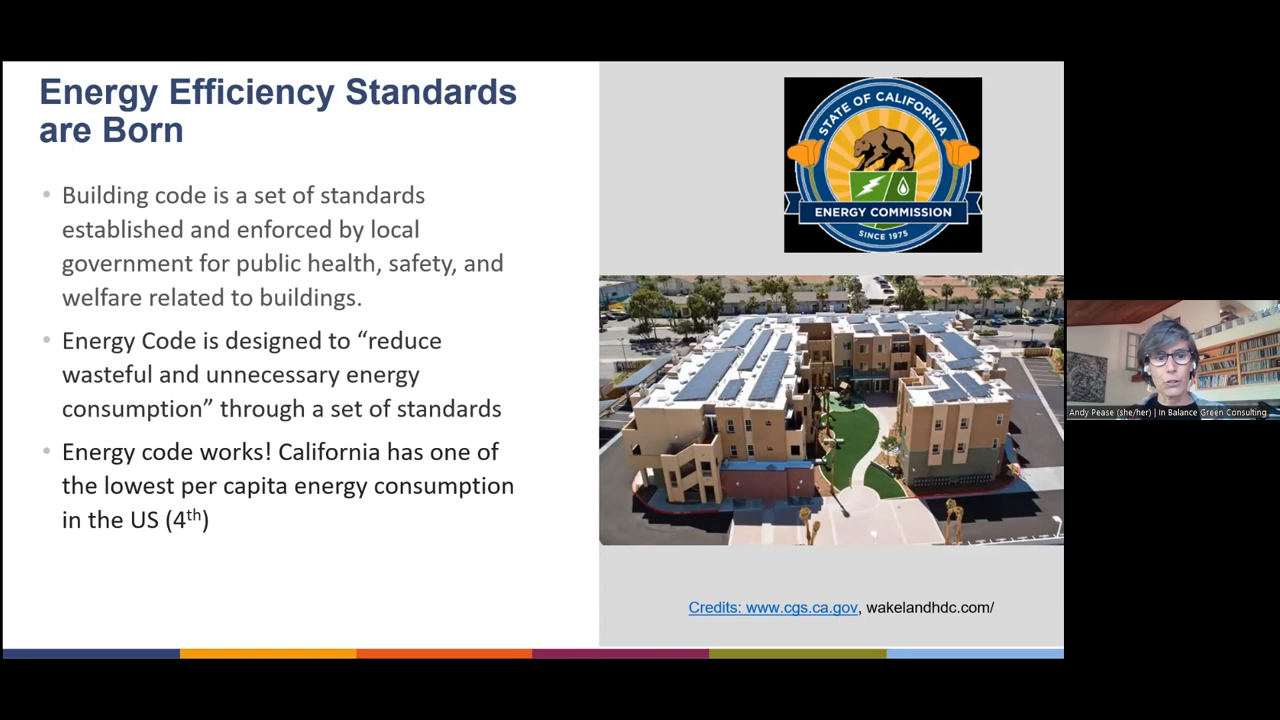 Energy Efficiency Standards
are Born
• Building code is a set of standards
established and enforced by local
government for public health, safety, and
welfare related to buildings.
• Energy Code is designed to “reduce
wasteful and unnecessary energy
consumption” through a set of standards
• Energy code works! California has one of
the lowest per capita energy consumption
in the US (4th)
STATE OF CALIFORNIA
ENERGY COMMISSION
SINCE 1975
Credits: www.cgs.ca.gov, wakelandhdc.com/
Andy Pease (she/her) | In Balance Green Consulting